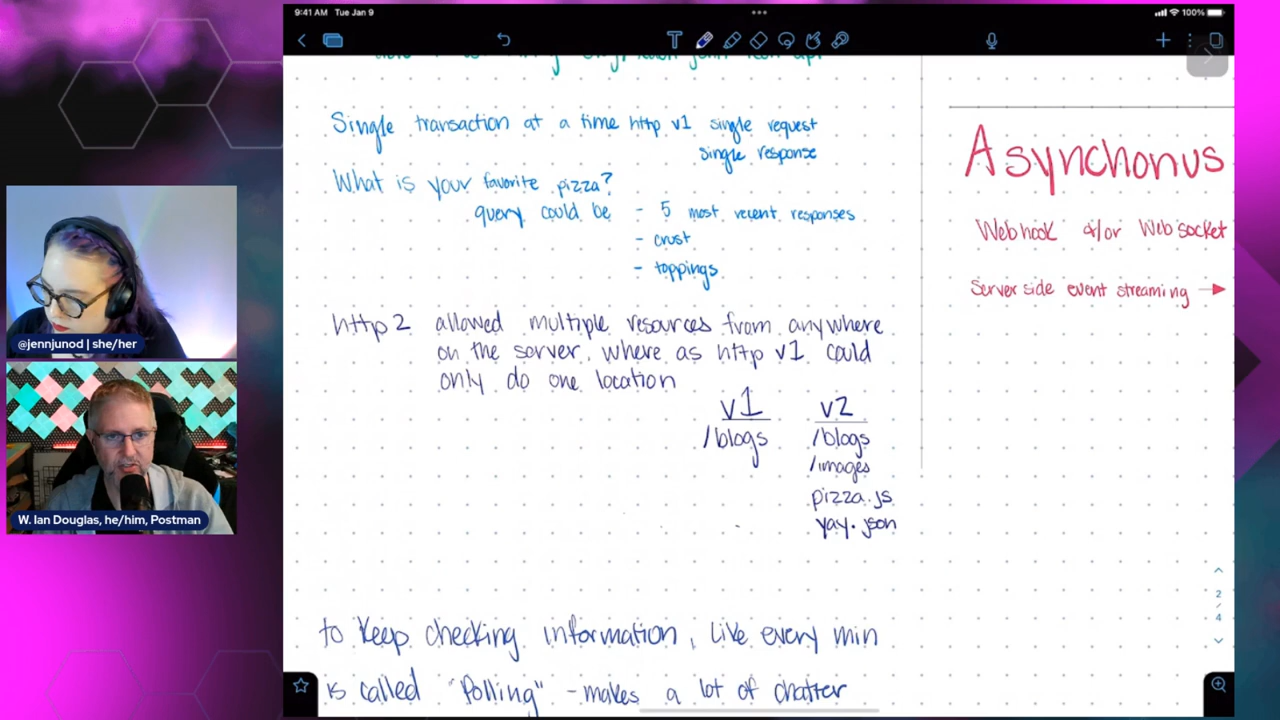 9:41 AM Tue Jan 9
100%
Single transaction at a time http v1 single request
single response
What is your favorite pizza?
query could be - 5 most recent responses
- crust
- toppings
http2 allowed multiple resources from anywhere
on the server, where as http v1 could
only do one location
v1
/blogs
v2
/blogs
/images
pizza.js
yay.json
to keep checking information, like every min
is called "Polling" - makes a lot of chatter
Asynchonus
Webhook &/or Websocket
Server side event streaming
@jennjunod | she/her
W. Ian Douglas, he/him, Postman
2
4